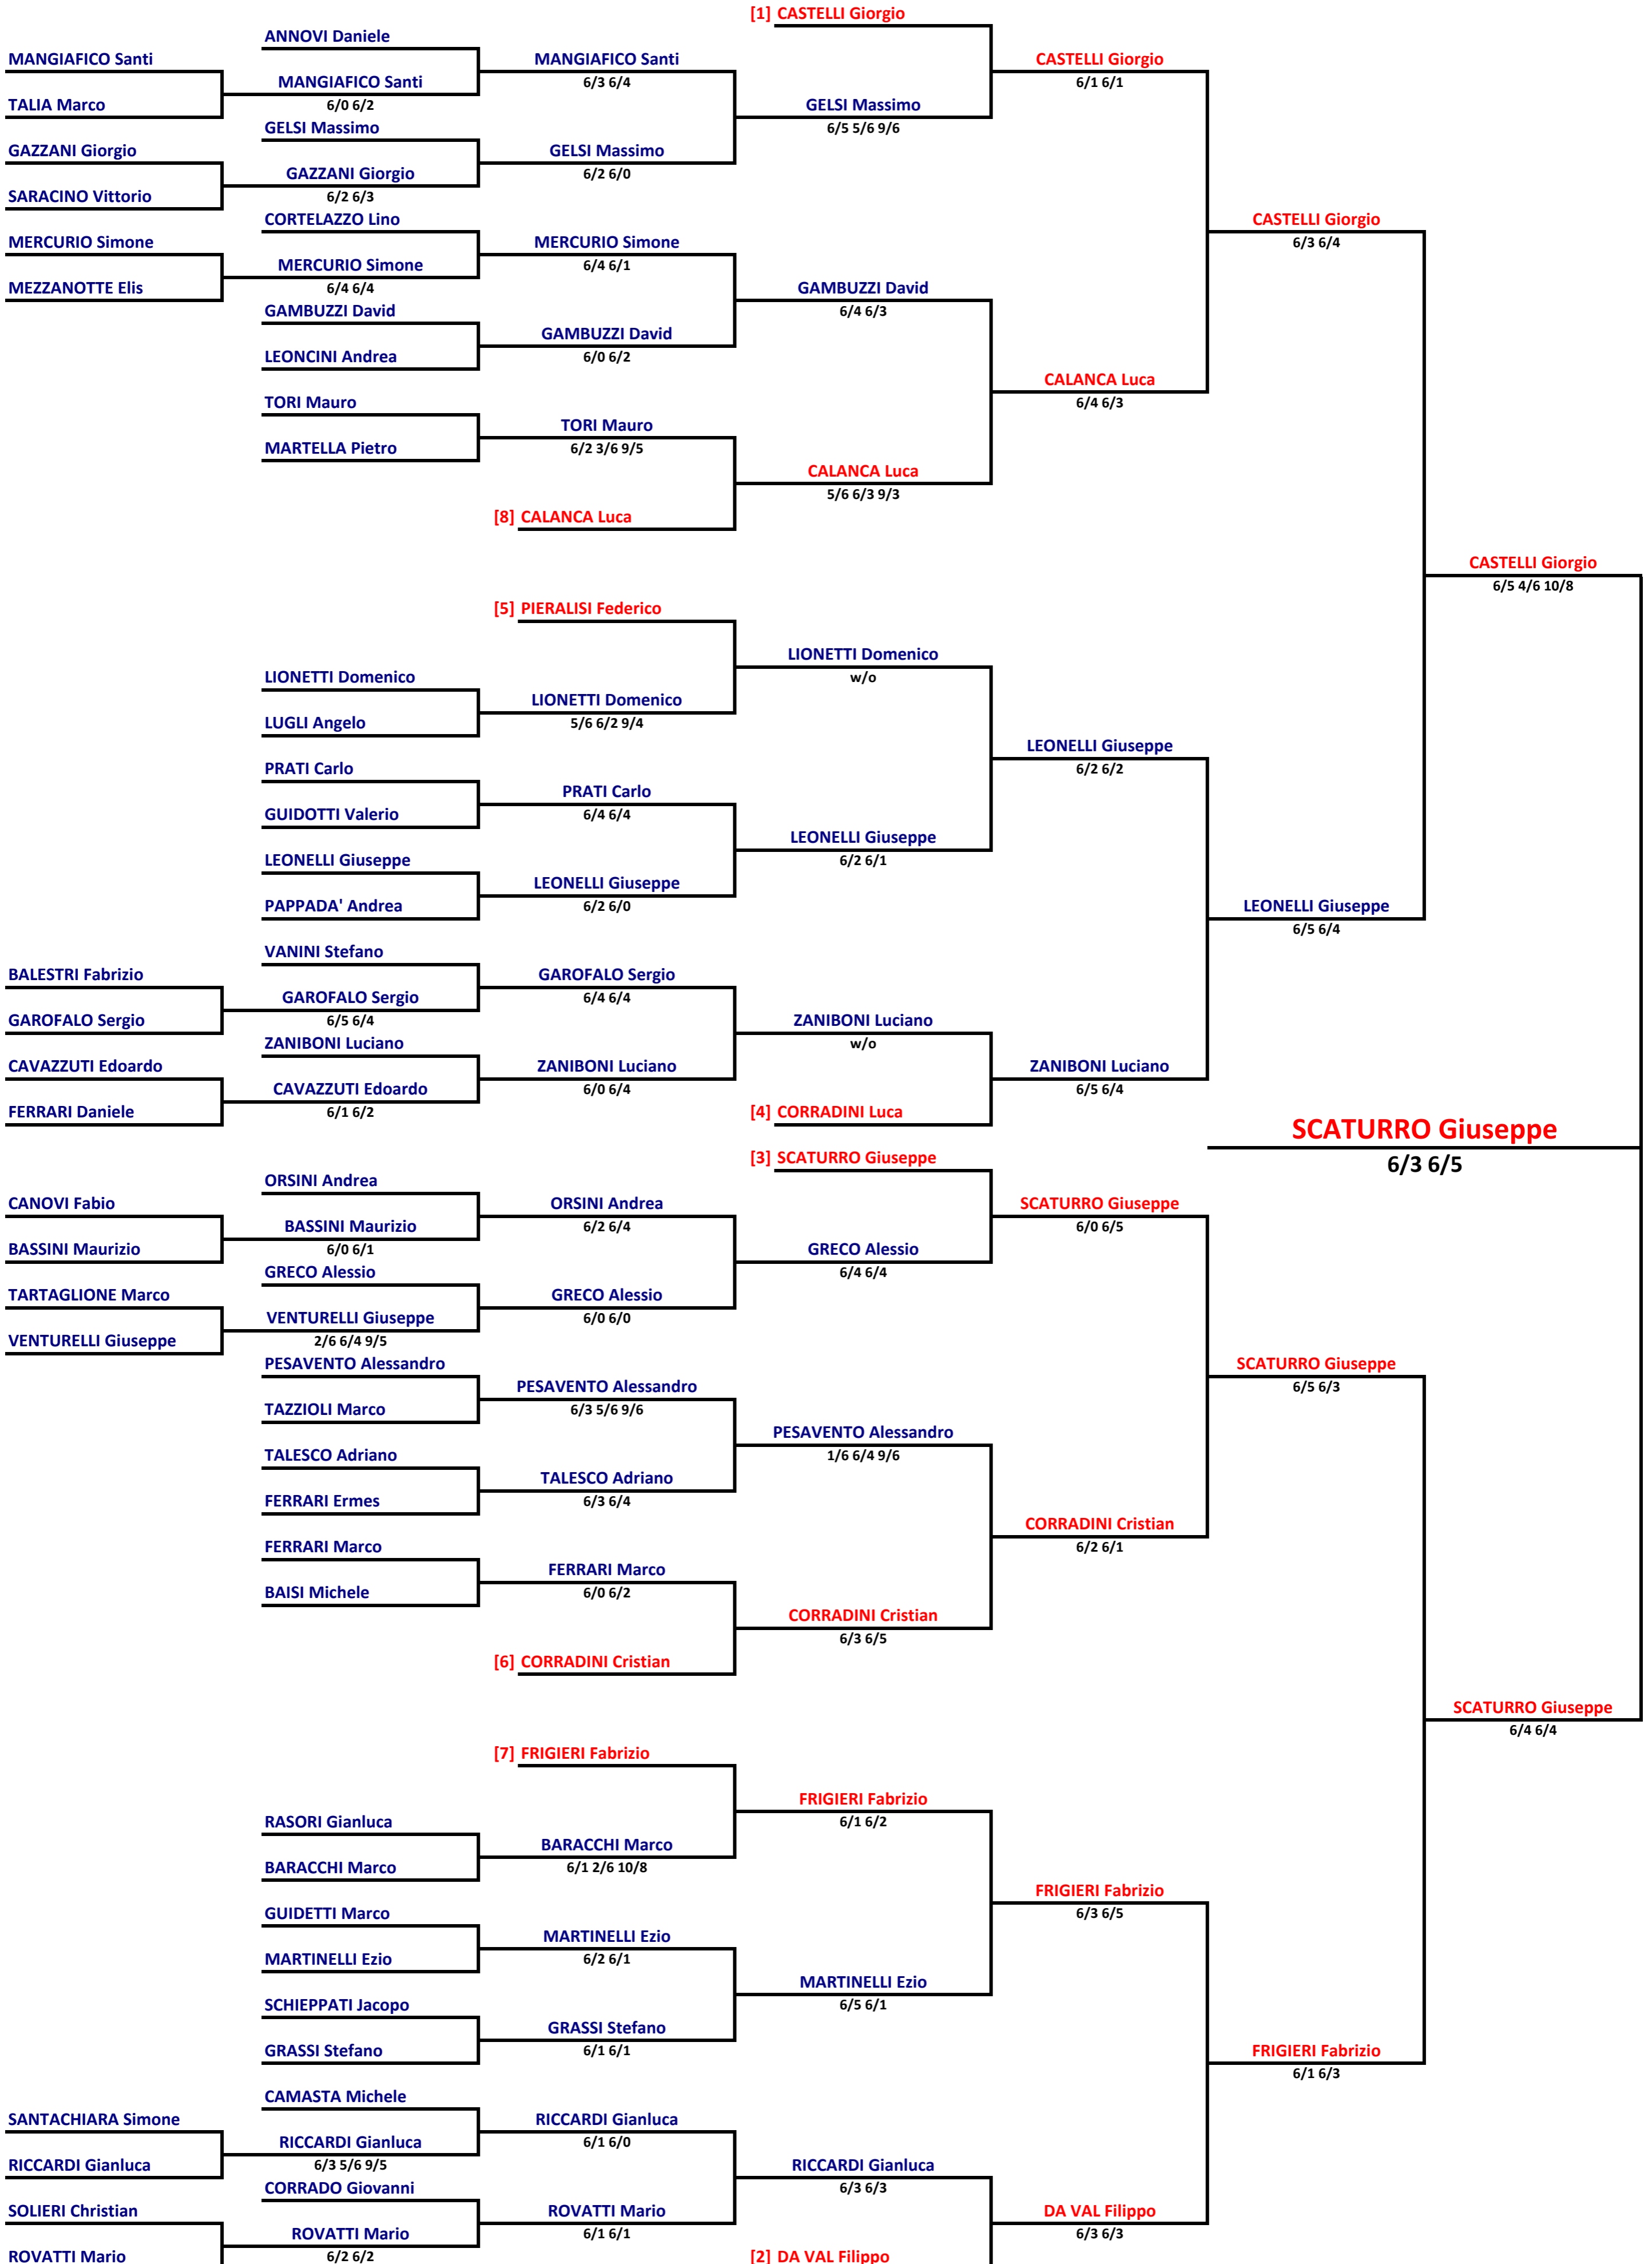 [1] CASTELLI Giorgio
ANNOVI Daniele
MANGIAFICO Santi MANGIAFICO Santi CASTELLI Giorgio
MANGIAFICO Santi 6/3 6/4 6/1 6/1
TALIA Marco 6/0 6/2 GELSI Massimo
GELSI Massimo 6/5 5/6 9/6
GAZZANI Giorgio GELSI Massimo
GAZZANI Giorgio 6/2 6/0
SARACINO Vittorio 6/2 6/3
CORTELAZZO Lino CASTELLI Giorgio
MERCURIO Simone MERCURIO Simone 6/3 6/4
MERCURIO Simone 6/4 6/1
MEZZANOTTE Elis 6/4 6/4 GAMBUZZI David
GAMBUZZI David 6/4 6/3
GAMBUZZI David
LEONCINI Andrea 6/0 6/2
CALANCA Luca
TORI Mauro 6/4 6/3
TORI Mauro
MARTELLA Pietro 6/2 3/6 9/5
CALANCA Luca
5/6 6/3 9/3
[8] CALANCA Luca
CASTELLI Giorgio
6/5 4/6 10/8
[5] PIERALISI Federico
LIONETTI Domenico
LIONETTI Domenico w/o
LIONETTI Domenico
LUGLI Angelo 5/6 6/2 9/4
LEONELLI Giuseppe
PRATI Carlo 6/2 6/2
PRATI Carlo
GUIDOTTI Valerio 6/4 6/4
LEONELLI Giuseppe
LEONELLI Giuseppe 6/2 6/1
LEONELLI Giuseppe
PAPPADA' Andrea 6/2 6/0 LEONELLI Giuseppe
6/5 6/4
VANINI Stefano
BALESTRI Fabrizio GAROFALO Sergio
GAROFALO Sergio 6/4 6/4
GAROFALO Sergio 6/5 6/4 ZANIBONI Luciano
ZANIBONI Luciano w/o
CAVAZZUTI Edoardo ZANIBONI Luciano ZANIBONI Luciano
CAVAZZUTI Edoardo 6/0 6/4 6/5 6/4
FERRARI Daniele 6/1 6/2 [4] CORRADINI Luca
SCATURRO Giuseppe
[3] SCATURRO Giuseppe 6/3 6/5
ORSINI Andrea
CANOVI Fabio ORSINI Andrea SCATURRO Giuseppe
BASSINI Maurizio 6/2 6/4 6/0 6/5
BASSINI Maurizio 6/0 6/1 GRECO Alessio
GRECO Alessio 6/4 6/4
TARTAGLIONE Marco GRECO Alessio
VENTURELLI Giuseppe 6/0 6/0
VENTURELLI Giuseppe 2/6 6/4 9/5
PESAVENTO Alessandro SCATURRO Giuseppe
PESAVENTO Alessandro 6/5 6/3
TAZZIOLI Marco 6/3 5/6 9/6
PESAVENTO Alessandro
TALESCO Adriano 1/6 6/4 9/6
TALESCO Adriano
FERRARI Ermes 6/3 6/4
CORRADINI Cristian
FERRARI Marco 6/2 6/1
FERRARI Marco
BAISI Michele 6/0 6/2
CORRADINI Cristian
6/3 6/5
[6] CORRADINI Cristian
SCATURRO Giuseppe
6/4 6/4
[7] FRIGIERI Fabrizio
FRIGIERI Fabrizio
RASORI Gianluca 6/1 6/2
BARACCHI Marco
BARACCHI Marco 6/1 2/6 10/8
FRIGIERI Fabrizio
GUIDETTI Marco 6/3 6/5
MARTINELLI Ezio
MARTINELLI Ezio 6/2 6/1
MARTINELLI Ezio
SCHIEPPATI Jacopo 6/5 6/1
GRASSI Stefano
GRASSI Stefano 6/1 6/1 FRIGIERI Fabrizio
6/1 6/3
CAMASTA Michele
SANTACHIARA Simone RICCARDI Gianluca
RICCARDI Gianluca 6/1 6/0
RICCARDI Gianluca 6/3 5/6 9/5 RICCARDI Gianluca
CORRADO Giovanni 6/3 6/3
SOLIERI Christian ROVATTI Mario DA VAL Filippo
ROVATTI Mario 6/1 6/1 6/3 6/3
ROVATTI Mario 6/2 6/2 [2] DA VAL Filippo